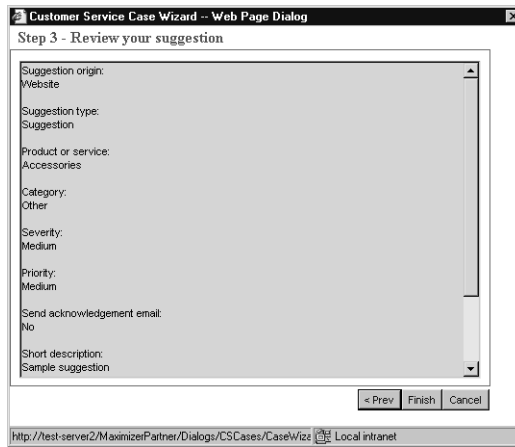 Customer Service Case Wizard -- Web Page Dialog
Step 3 - Review your suggestion
Suggestion origin:
Website
Suggestion type:
Suggestion
Product or service:
Accessories
Category:
Other
Severity:
Medium
Priority:
Medium
Send acknowledgement email:
No
Short description:
Sample suggestion
< Prev Finish Cancel
http://test-server2/MaximizerPartner/Dialogs/CSCases/CaseWiza Local intranet